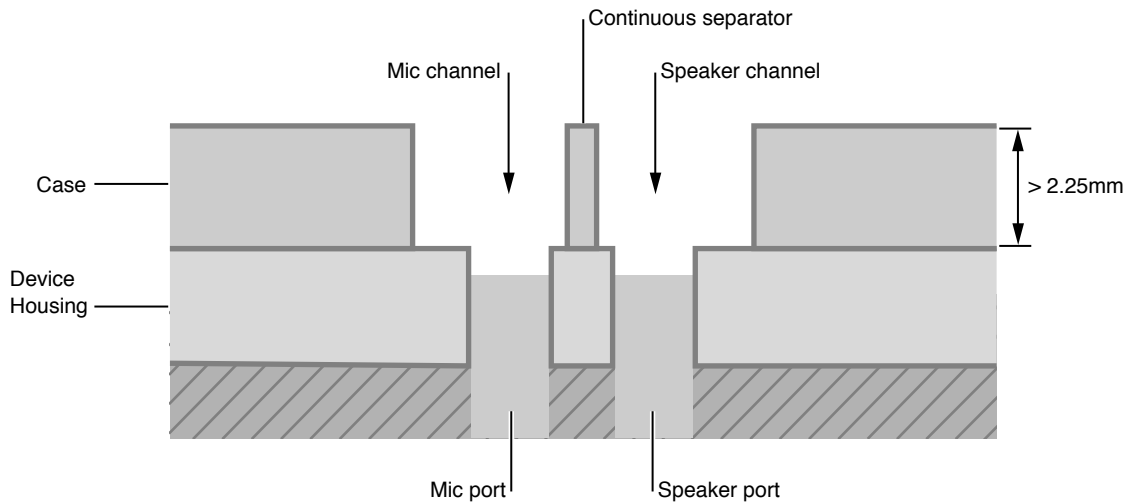 Continuous separator
Mic channel
Speaker channel
Case
> 2.25mm
Device
Housing
Mic port
Speaker port